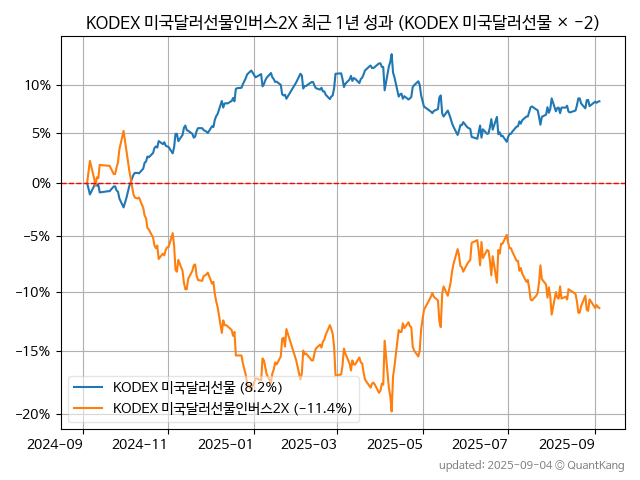 KODEX 미국달러선물인버스2X 최근 1년 성과 (KODEX 미국달러선물 × −2)
10%
5%
0%
−5%
−10%
−15%
−20%
KODEX 미국달러선물 (8.2%)
KODEX 미국달러선물인버스2X (−11.4%)
2024-09 2024-11 2025-01 2025-03 2025-05 2025-07 2025-09
updated: 2025-09-04 © QuantKang